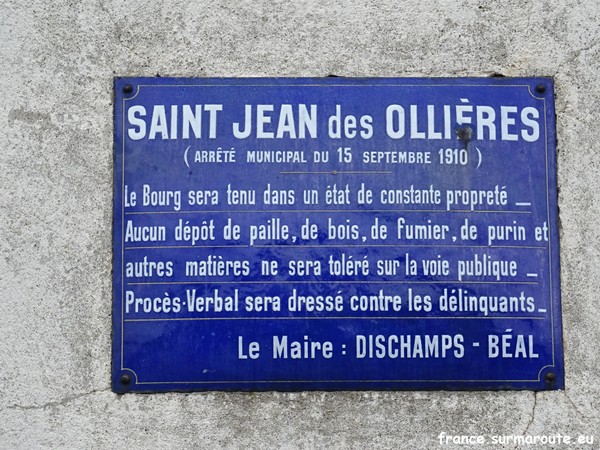 SAINT JEAN des OLLIÈRES
( ARRÊTÉ MUNICIPAL DU 15 SEPTEMBRE 1910 )
Le Bourg sera tenu dans un état de constante propreté _
Aucun dépôt de paille, de bois, de fumier, de purin et
autres matières ne sera toléré sur la voie publique _
Procès-Verbal sera dressé contre les délinquants_
Le Maire : DISCHAMPS - BÉAL
france.surmaroute.eu